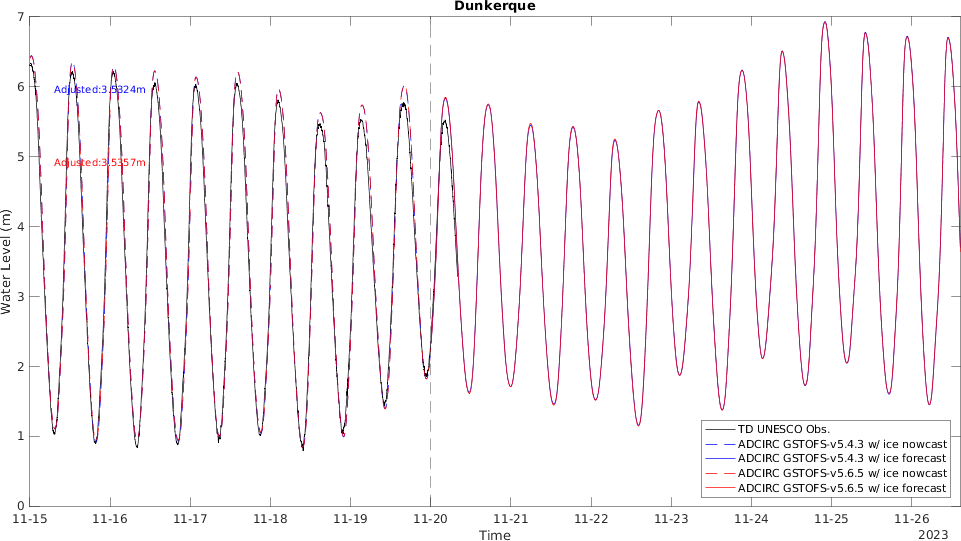 Dunkerque
7
6
5
4
3
2
1
0
Water Level (m)
Adjusted:3.5324m
Adjusted:3.5357m
TD UNESCO Obs.
ADCIRC GSTOFS-v5.4.3 w/ ice nowcast
ADCIRC GSTOFS-v5.4.3 w/ ice forecast
ADCIRC GSTOFS-v5.6.5 w/ ice nowcast
ADCIRC GSTOFS-v5.6.5 w/ ice forecast
11-15 11-16 11-17 11-18 11-19 11-20 11-21 11-22 11-23 11-24 11-25 11-26
Time
2023